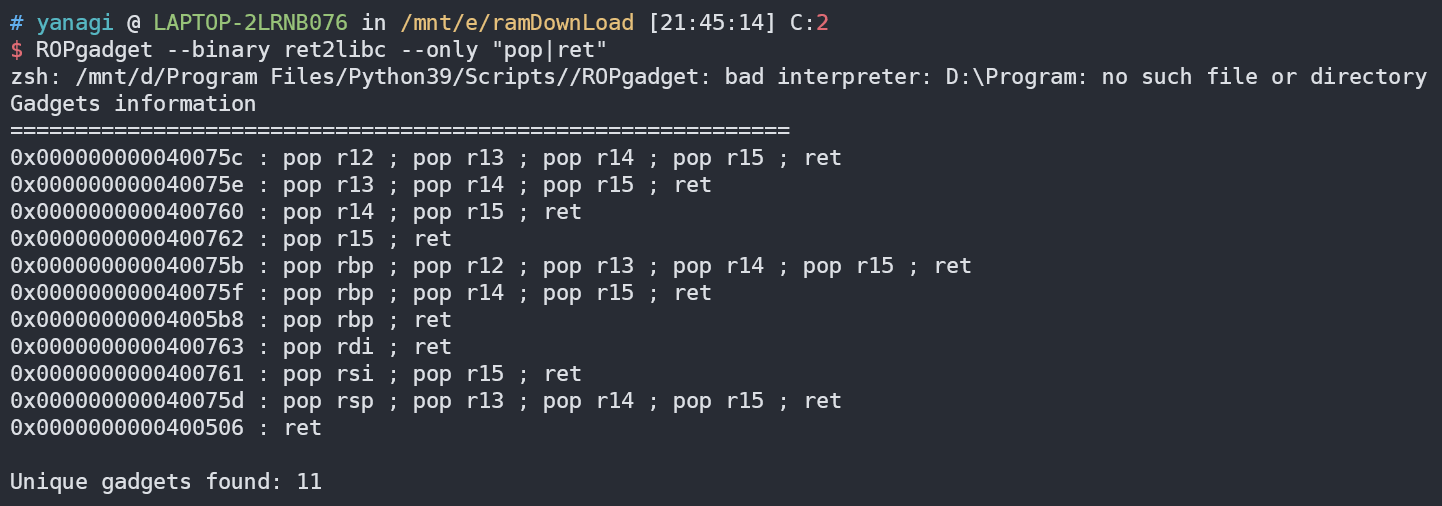 # yanagi @ LAPTOP-2LRNB076 in /mnt/e/ramDownLoad [21:45:14] C:2
$ ROPgadget --binary ret2libc --only "pop|ret"
zsh: /mnt/d/Program Files/Python39/Scripts//ROPgadget: bad interpreter: D:\Program: no such file or directory
Gadgets information
============================================================
0x000000000040075c : pop r12 ; pop r13 ; pop r14 ; pop r15 ; ret
0x000000000040075e : pop r13 ; pop r14 ; pop r15 ; ret
0x0000000000400760 : pop r14 ; pop r15 ; ret
0x0000000000400762 : pop r15 ; ret
0x000000000040075b : pop rbp ; pop r12 ; pop r13 ; pop r14 ; pop r15 ; ret
0x000000000040075f : pop rbp ; pop r14 ; pop r15 ; ret
0x00000000004005b8 : pop rbp ; ret
0x0000000000400763 : pop rdi ; ret
0x0000000000400761 : pop rsi ; pop r15 ; ret
0x000000000040075d : pop rsp ; pop r13 ; pop r14 ; pop r15 ; ret
0x0000000000400506 : ret
Unique gadgets found: 11